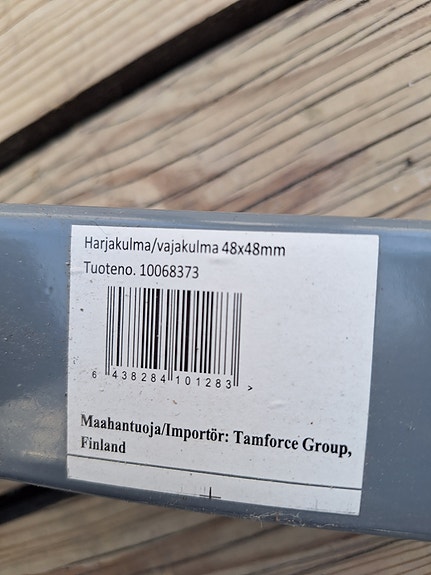 Harjakulma/vajakulma 48x48mm
Tuoteno. 10068373
6 438284 101283 >
Maahantuoja/Importör: Tamforce Group,
Finland